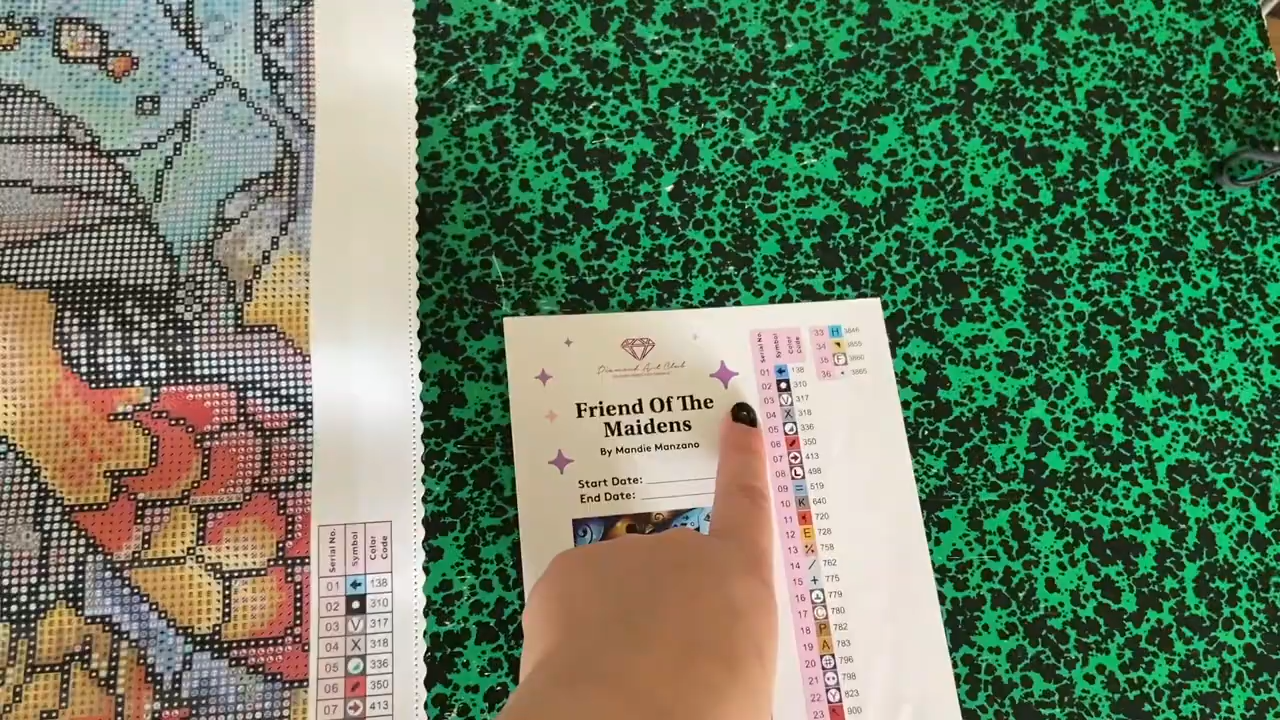 Serial No. Symbol Color Code
01 138
02 310
03 V 317
04 X 318
05 336
06 350
07 413
Diamond Art Club
Friend Of The
Maidens
By Mandie Manzano
Start Date:
End Date:
Serial No. Symbol Color Code
01 138
02 310
03 V 317
04 X 318
05 336
06 350
07 413
08 L 498
09 = 519
10 K 640
11 720
12 E 728
13 758
14 / 762
15 + 775
16 779
17 C 780
18 P 782
19 A 783
20 # 796
21 798
22 Y 823
23 900
33 H 3846
34 3855
35 F 3860
36 3865